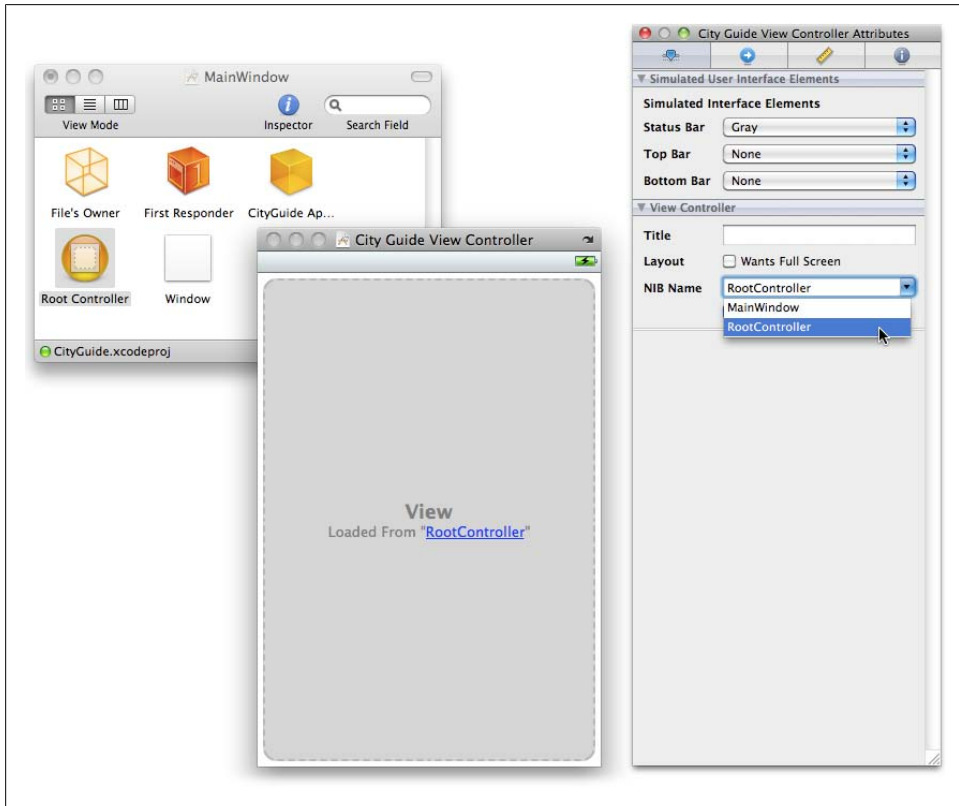 MainWindow
View Mode
Inspector
Search Field
File's Owner
First Responder
CityGuide Ap...
Root Controller
Window
CityGuide.xcodeproj
City Guide View Controller
View
Loaded From "RootController"
City Guide View Controller Attributes
Simulated User Interface Elements
Simulated Interface Elements
Status Bar Gray
Top Bar None
Bottom Bar None
View Controller
Title
Layout Wants Full Screen
NIB Name RootController
MainWindow
RootController